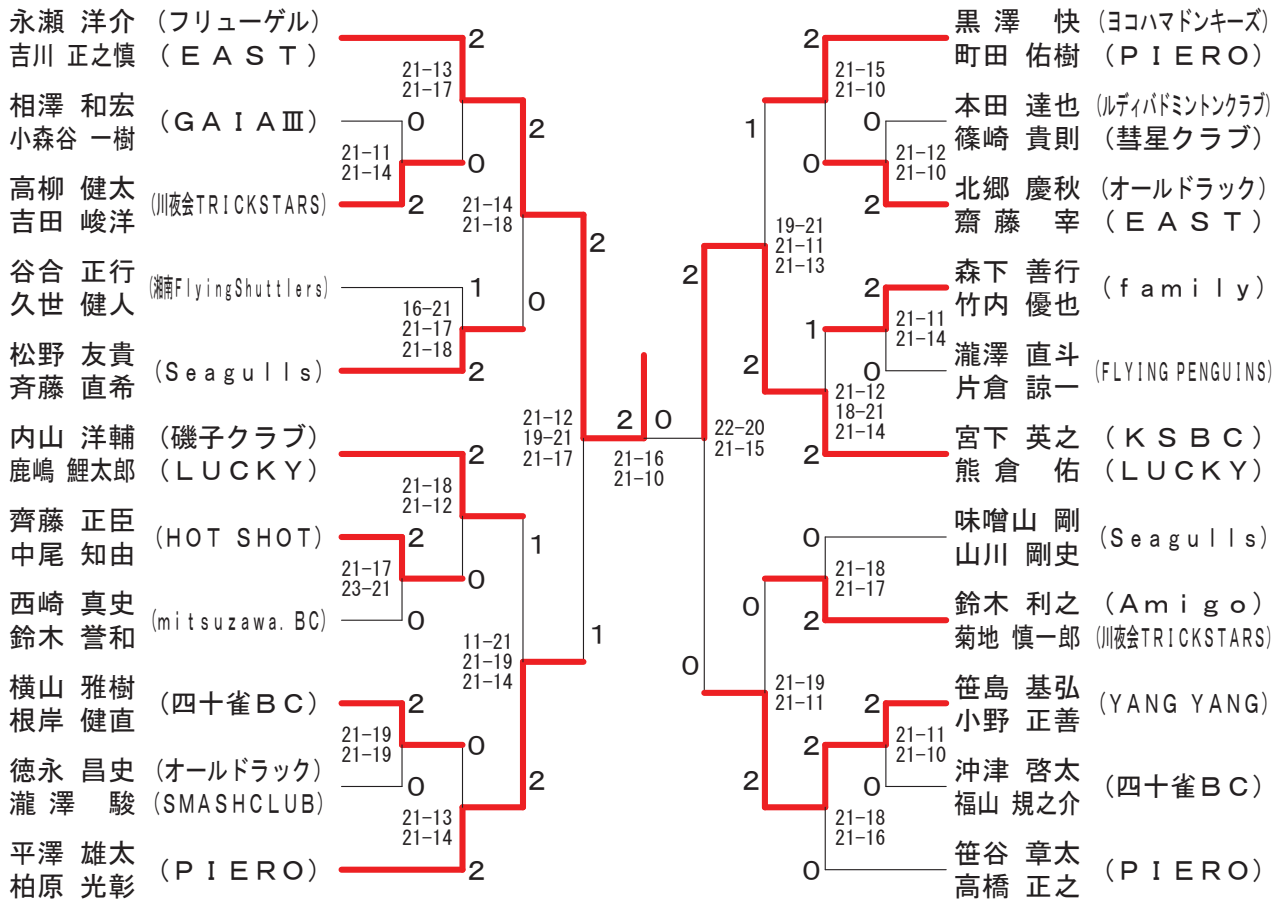 永瀬 洋介 (フリューゲル)
吉川 正之慎 (EAST)
相澤 和宏
小森谷 一樹
(GAIAⅢ)
高柳 健太
吉田 峻洋
(川夜会TRICKSTARS)
谷合 正行
久世 健人
(湘南FlyingShuttlers)
松野 友貴
斉藤 直希
(Seagulls)
内山 洋輔 (磯子クラブ)
鹿嶋 鯉太郎 (LUCKY)
齊藤 正臣
中尾 知由
(HOT SHOT)
西崎 真史
鈴木 誉和
(mitsuzawa.BC)
横山 雅樹
根岸 健直
(四十雀BC)
徳永 昌史 (オールドラック)
瀧澤 駿 (SMASHCLUB)
平澤 雄太
柏原 光彰
(PIERO)
2
21-13
21-17
0
21-11
21-14
2
0
2
21-14
21-18
1
16-21
21-17
21-18
2
0
2
2
21-18
21-12
2
21-17
23-21
0
0
1
11-21
21-19
21-14
2
21-19
21-19
0
0
21-13
21-14
2
2
1
21-12
19-21
21-17
2
0
21-16
21-10
22-20
21-15
2
0
1
19-21
21-11
21-13
2
2
21-15
21-10
0
0
21-12
21-10
2
1
2
21-11
21-14
0
21-12
18-21
21-14
2
0
21-18
21-17
2
0
21-19
21-11
2
2
2
21-11
21-10
0
21-18
21-16
0
黒澤 快 (ヨコハマドンキーズ)
町田 佑樹 (PIERO)
本田 達也 (ルディバドミントンクラブ)
篠崎 貴則 (彗星クラブ)
北郷 慶秋 (オールドラック)
齋藤 宰 (EAST)
森下 善行
竹内 優也
(family)
瀧澤 直斗
片倉 諒一
(FLYING PENGUINS)
宮下 英之 (KSBC)
熊倉 佑 (LUCKY)
味噌山 剛
山川 剛史
(Seagulls)
鈴木 利之 (Amigo)
菊地 慎一郎 (川夜会TRICKSTARS)
笹島 基弘
小野 正善
(YANG YANG)
沖津 啓太
福山 規之介
(四十雀BC)
笹谷 章太
高橋 正之
(PIERO)